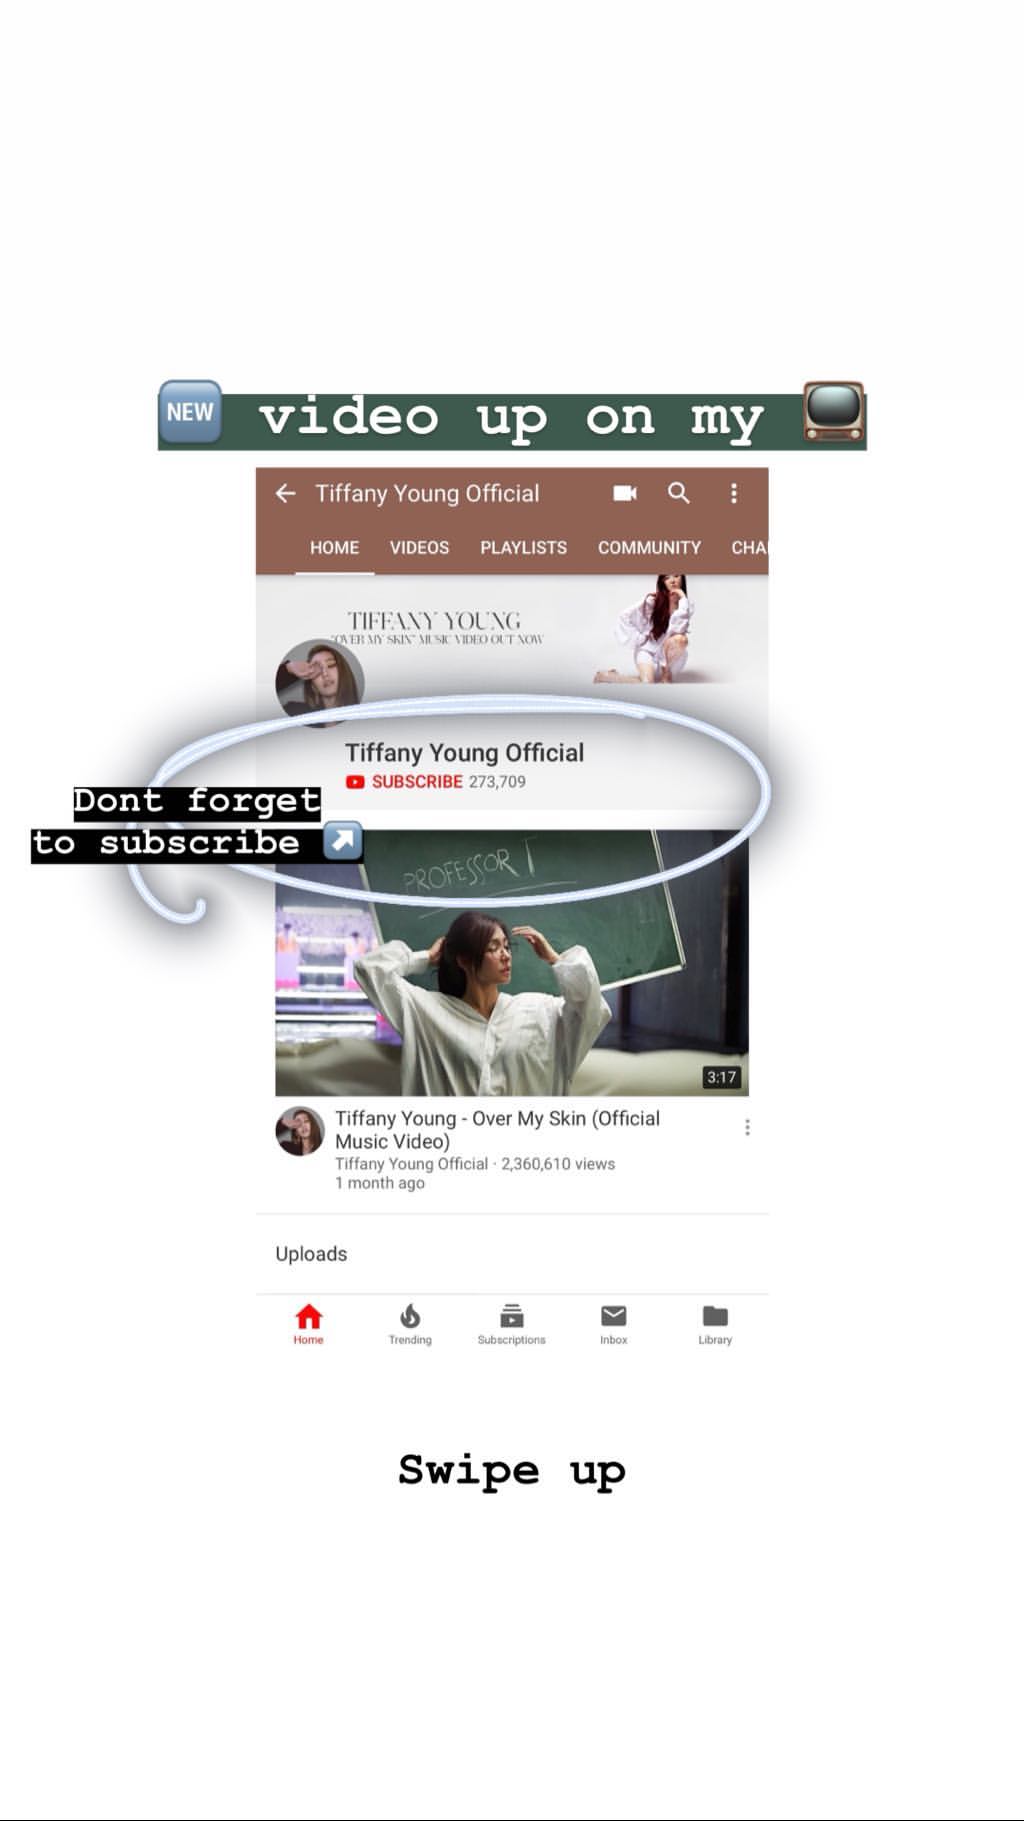 NEW video up on my
Tiffany Young Official
HOME VIDEOS PLAYLISTS COMMUNITY CHA
TIFFANY YOUNG
"OVER MY SKIN" MUSIC VIDEO OUT NOW
Tiffany Young Official
SUBSCRIBE 273,709
Dont forget
to subscribe
PROFESSOR T
3:17
Tiffany Young - Over My Skin (Official
Music Video)
Tiffany Young Official · 2,360,610 views
1 month ago
Uploads
Home Trending Subscriptions Inbox Library
Swipe up